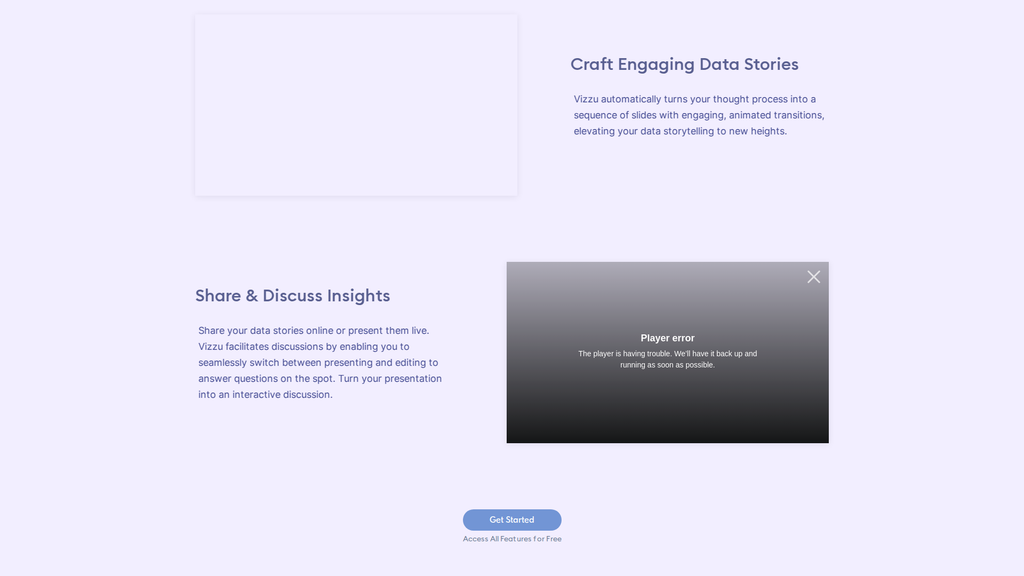 Craft Engaging Data Stories
Vizzu automatically turns your thought process into a
sequence of slides with engaging, animated transitions,
elevating your data storytelling to new heights.
Share & Discuss Insights
Share your data stories online or present them live.
Vizzu facilitates discussions by enabling you to
seamlessly switch between presenting and editing to
answer questions on the spot. Turn your presentation
into an interactive discussion.
Player error
The player is having trouble. We'll have it back up and
running as soon as possible.
Get Started
Access All Features for Free